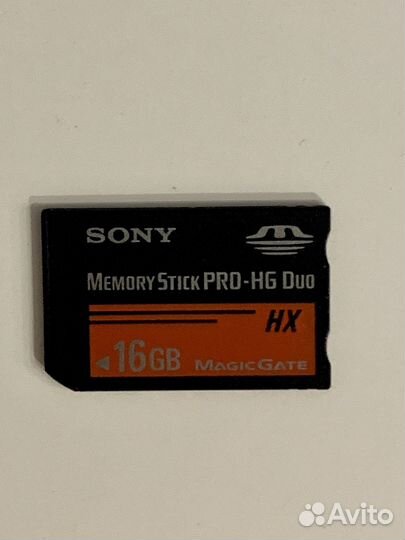 SONY
MEMORY STICK PRO-HG DUO
HX
16GB MAGICGATE
Avito